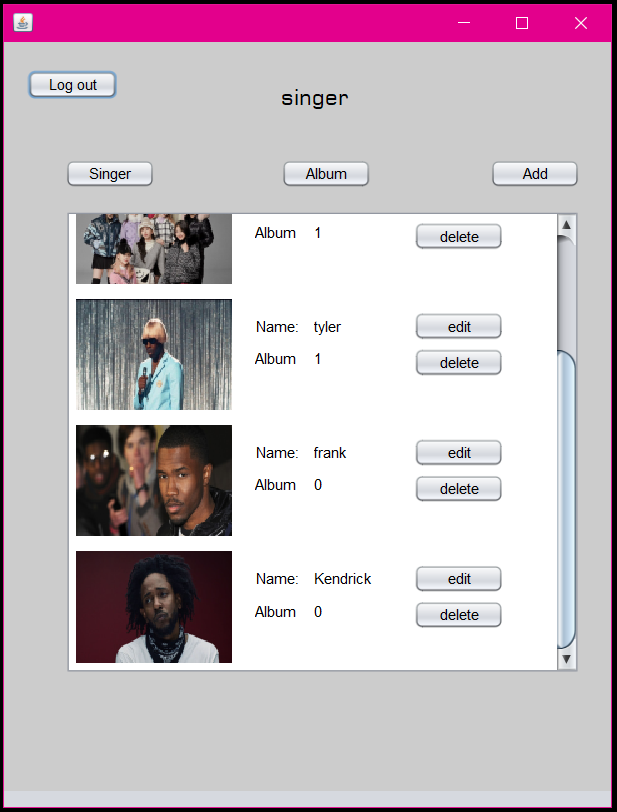 Log out
singer
Singer Album Add
Album 1 delete
Name: tyler edit
Album 1 delete
Name: frank edit
Album 0 delete
Name: Kendrick edit
Album 0 delete